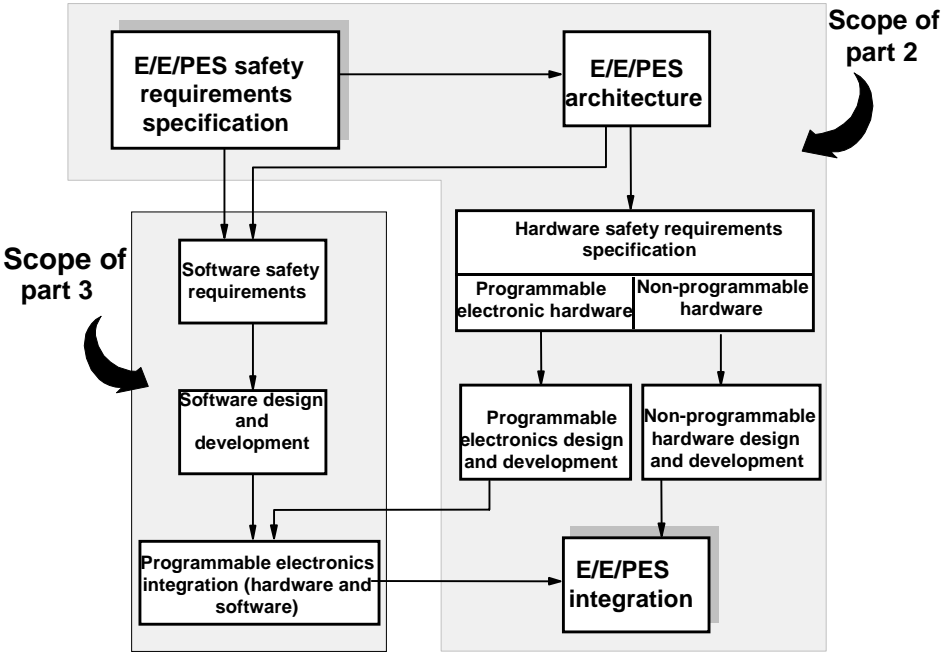 Scope of
part 2
E/E/PES safety
requirements
specification
E/E/PES
architecture
Hardware safety requirements
specification
Programmable
electronic hardware
Non-programmable
hardware
Scope of
part 3
Software safety
requirements
Software design
and
development
Programmable
electronics design
and development
Non-programmable
hardware design
and development
Programmable electronics
integration (hardware and
software)
E/E/PES
integration